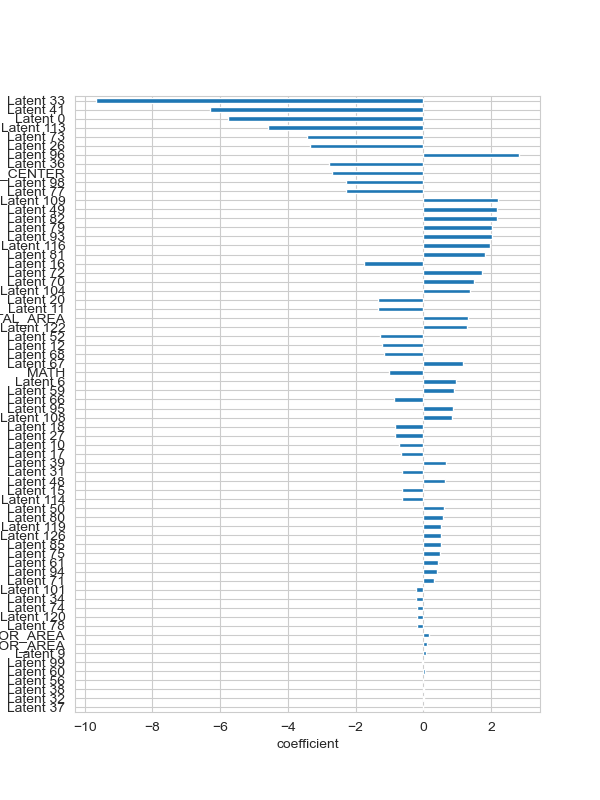 Latent 33
Latent 41
Latent 0
Latent 113
Latent 73
Latent 26
Latent 96
Latent 36
_CENTER
Latent 98
Latent 77
Latent 109
Latent 49
Latent 82
Latent 79
Latent 93
Latent 116
Latent 81
Latent 16
Latent 72
Latent 70
Latent 104
Latent 20
Latent 11
TAL_AREA
Latent 122
Latent 52
Latent 12
Latent 68
Latent 67
MATH
Latent 6
Latent 59
Latent 66
Latent 95
Latent 108
Latent 18
Latent 27
Latent 10
Latent 17
Latent 39
Latent 31
Latent 48
Latent 15
Latent 114
Latent 50
Latent 80
Latent 119
Latent 126
Latent 85
Latent 75
Latent 61
Latent 94
Latent 71
Latent 101
Latent 34
Latent 74
Latent 120
Latent 78
OR_AREA
OR_AREA
Latent 9
Latent 99
Latent 60
Latent 56
Latent 38
Latent 32
Latent 37
−10 −8 −6 −4 −2 0 2
coefficient